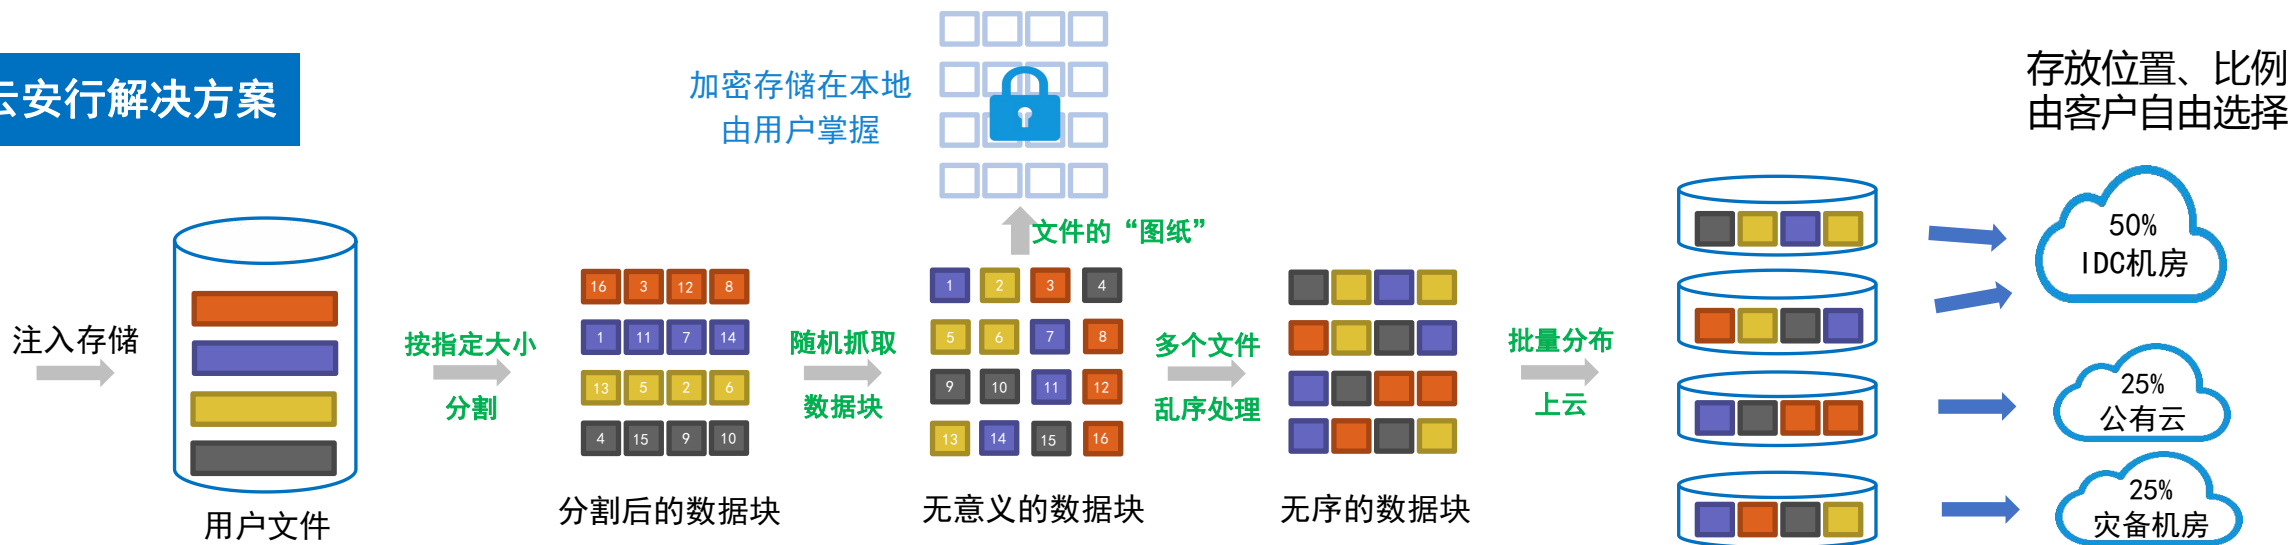 云安行解决方案
加密存储在本地
由用户掌握
存放位置、比例
由客户自由选择
文件的“图纸”
注入存储
用户文件
按指定大小
分割
16 3 12 8
1 11 7 14
13 5 2 6
4 15 9 10
分割后的数据块
随机抓取
数据块
1 2 3 4
5 6 7 8
9 10 11 12
13 14 15 16
无意义的数据块
多个文件
乱序处理
无序的数据块
批量分布
上云
50%
IDC机房
25%
公有云
25%
灾备机房